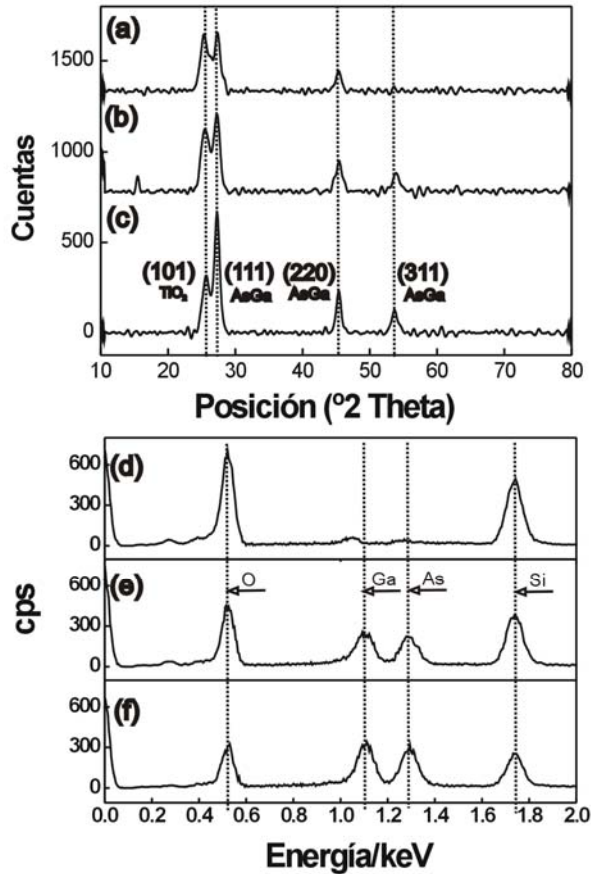 (a)
1500
(b)
1000
Cuentas
(c)
500
(101) (111) (220) (311)
TiO₂ AsGa AsGa AsGa
0
10 20 30 40 50 60 70 80
Posición (º2 Theta)
(d)
600
300
0
(e)
600
O Ga As Si
300
0
cps
(f)
600
300
0
0.0 0.2 0.4 0.6 0.8 1.0 1.2 1.4 1.6 1.8 2.0
Energía/keV